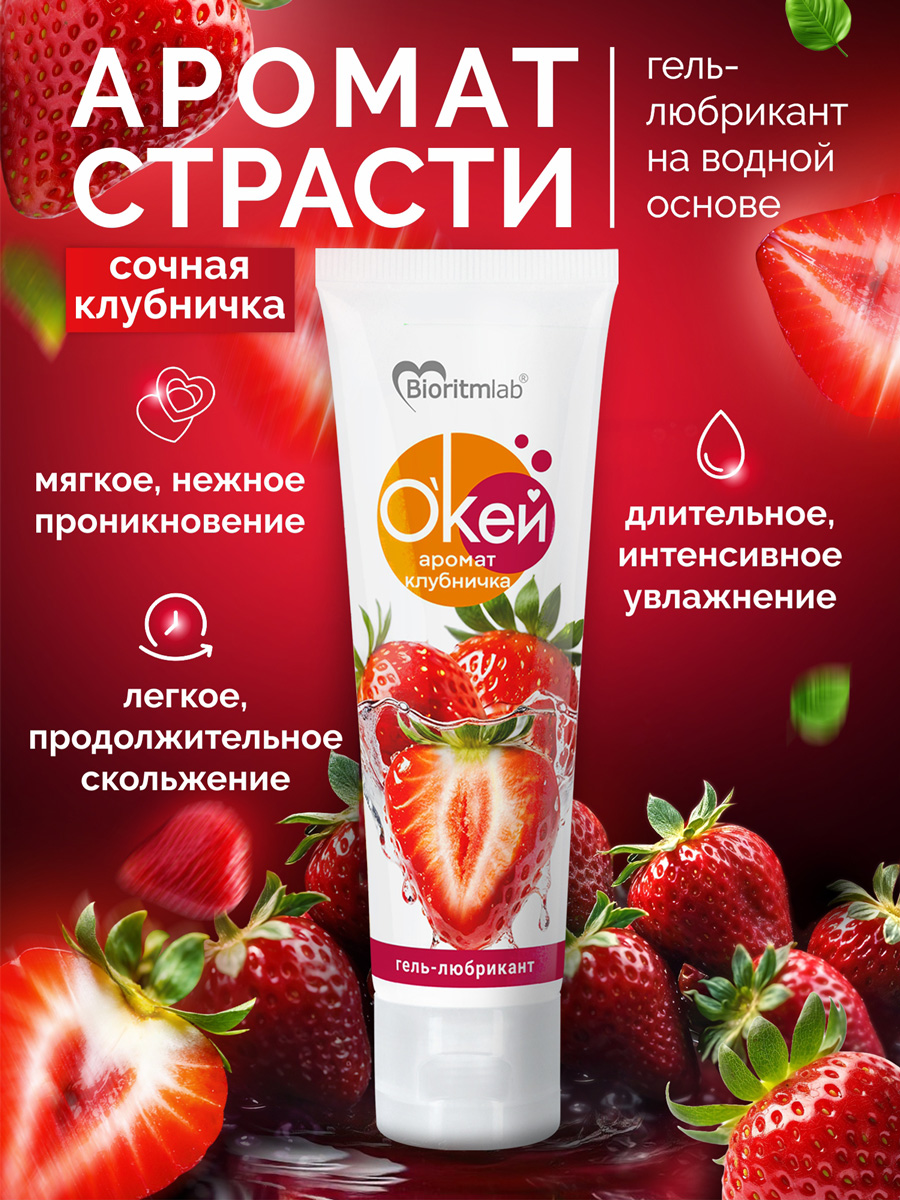 АРОМАТ
СТРАСТИ
гель-
любрикант
на водной
основе
сочная
клубничка
мягкое, нежное
проникновение
легкое,
продолжительное
скольжение
длительное,
интенсивное
увлажнение
Bioritmlab®
О'Кей
аромат
клубничка
гель-любрикант